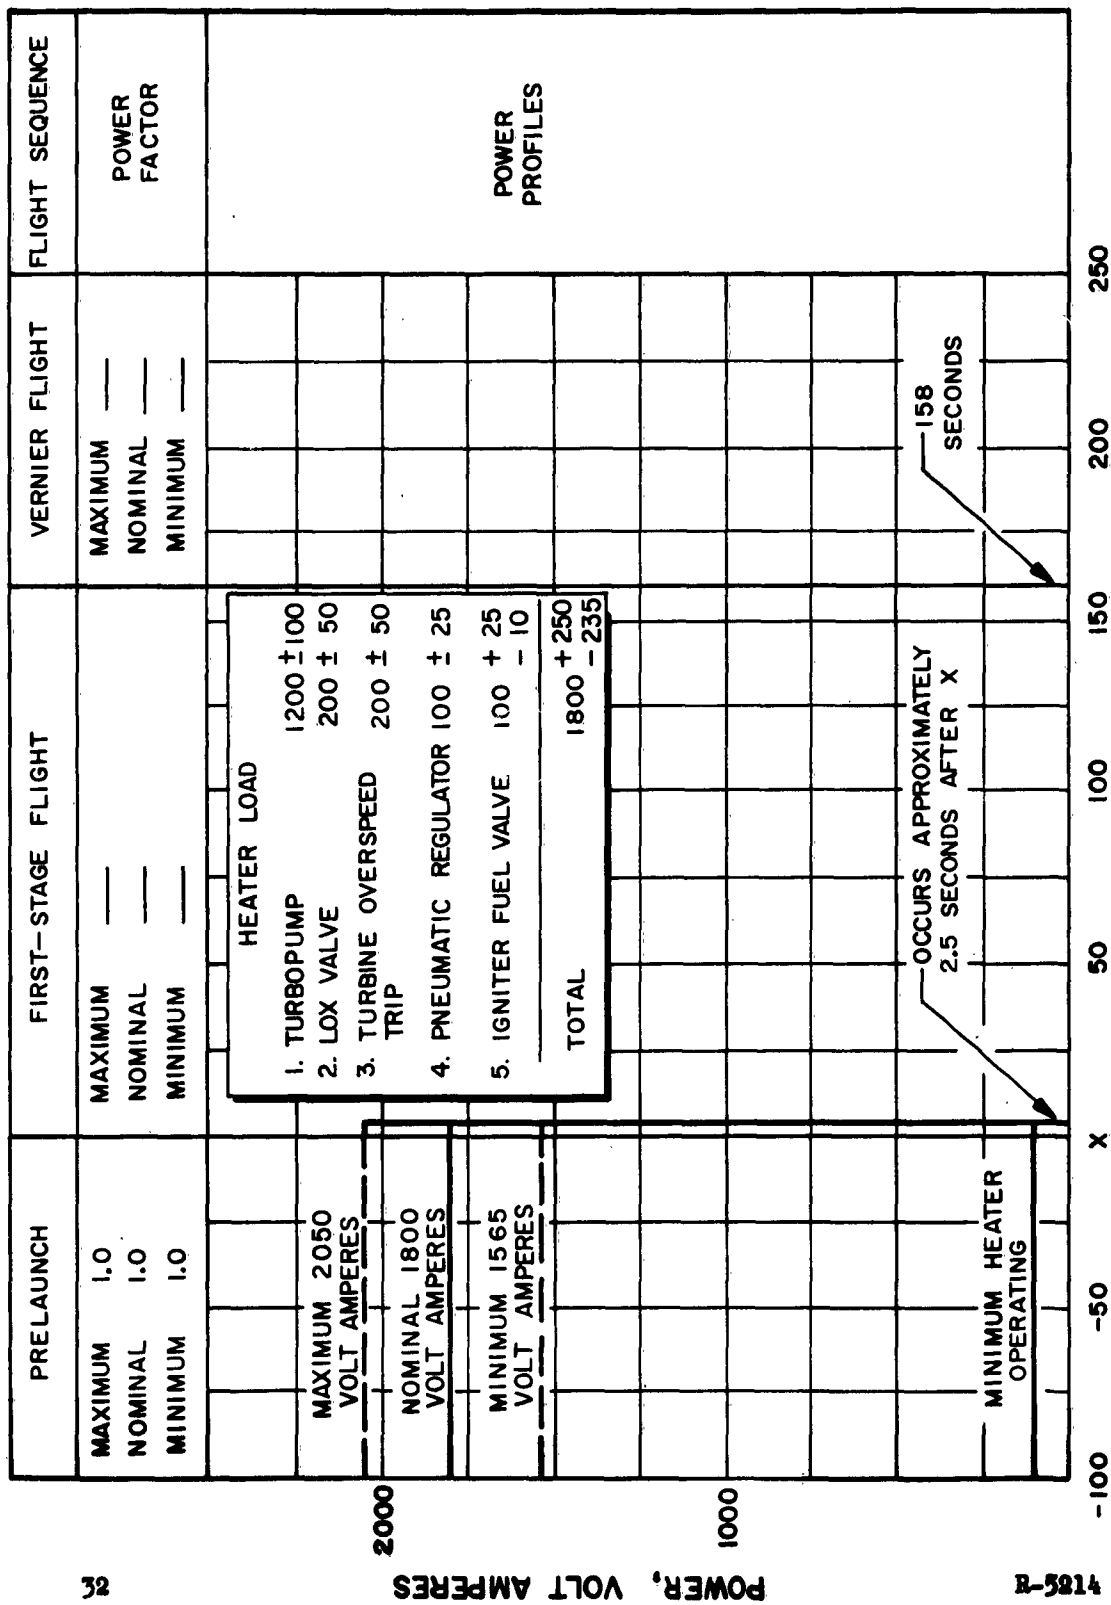 32
PRELAUNCH
FIRST-STAGE FLIGHT
VERNIER FLIGHT
FLIGHT SEQUENCE
MAXIMUM 1.0
NOMINAL 1.0
MINIMUM 1.0
MAXIMUM —
NOMINAL —
MINIMUM —
MAXIMUM —
NOMINAL —
MINIMUM —
POWER
FACTOR
POWER, VOLT AMPERES
2000
1000
MAXIMUM 2050
VOLT AMPERES
NOMINAL 1800
VOLT AMPERES
MINIMUM 1565
VOLT AMPERES
MINIMUM HEATER
OPERATING
HEATER LOAD
1. TURBOPUMP 1200 ± 100
2. LOX VALVE 200 ± 50
3. TURBINE OVERSPEED 200 ± 50
TRIP
4. PNEUMATIC REGULATOR 100 ± 25
5. IGNITER FUEL VALVE 100 + 25
- 10
TOTAL 1800 + 250
- 235
POWER
PROFILES
OCCURS APPROXIMATELY
2.5 SECONDS AFTER X
158
SECONDS
-100 -50 X 50 100 150 200 250
R-5214